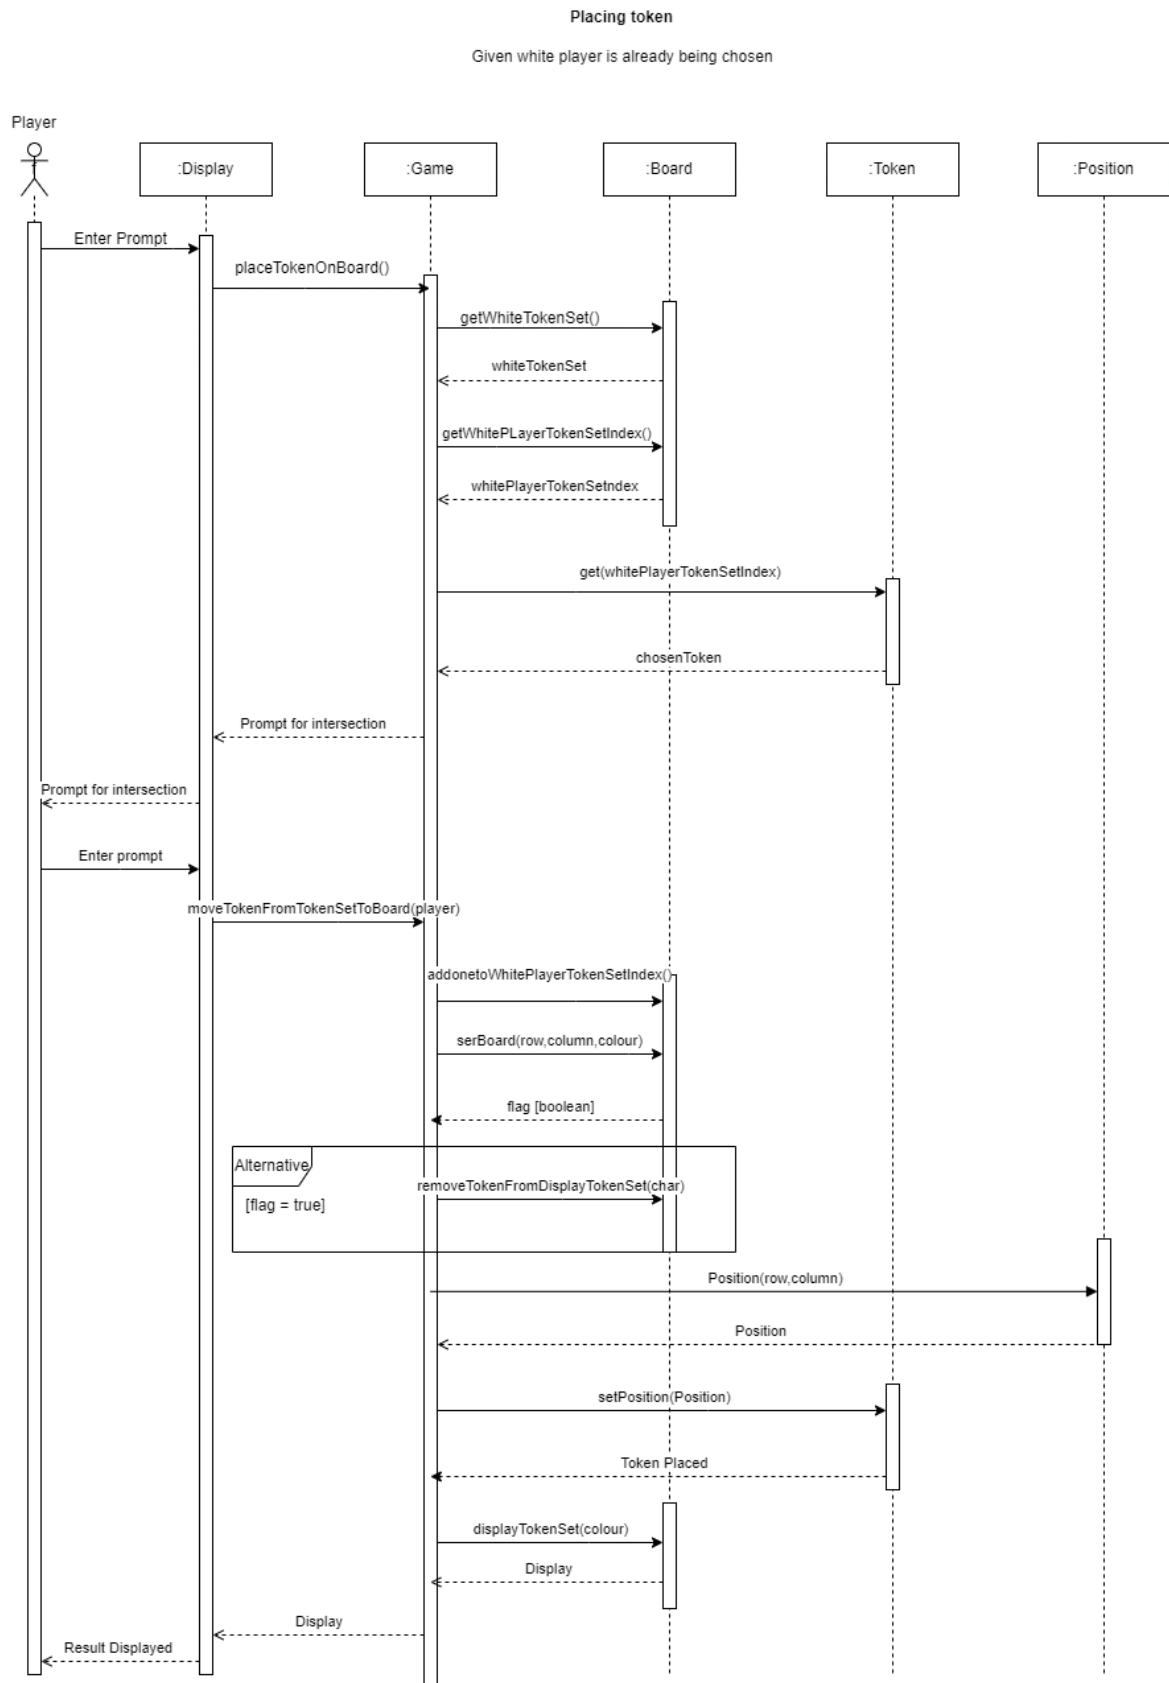 Placing token
Given white player is already being chosen
Player
:Display
:Game
:Board
:Token
:Position
Enter Prompt
placeTokenOnBoard()
getWhiteTokenSet()
whiteTokenSet
getWhitePLayerTokenSetIndex()
whitePlayerTokenSetndex
get(whitePlayerTokenSetIndex)
chosenToken
Prompt for intersection
Prompt for intersection
Enter prompt
moveTokenFromTokenSetToBoard(player)
addonetoWhitePlayerTokenSetIndex()
serBoard(row,column,colour)
flag [boolean]
Alternative
removeTokenFromDisplayTokenSet(char)
[flag = true]
Position(row,column)
Position
setPosition(Position)
Token Placed
displayTokenSet(colour)
Display
Display
Result Displayed